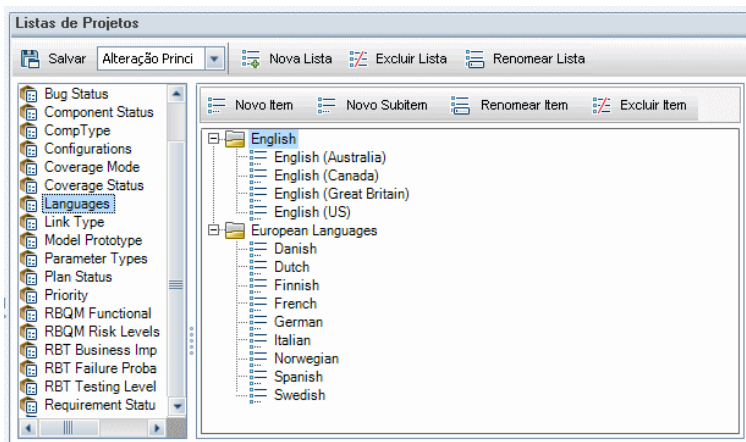 Listas de Projetos
Salvar Alteração Princi Nova Lista Excluir Lista Renomear Lista
Bug Status
Component Status
CompType
Configurations
Coverage Mode
Coverage Status
Languages
Link Type
Model Prototype
Parameter Types
Plan Status
Priority
RBQM Functional
RBQM Risk Levels
RBT Business Imp
RBT Failure Proba
RBT Testing Level
Requirement Statu
Novo Item Novo Subitem Renomear Item Excluir Item
English
English (Australia)
English (Canada)
English (Great Britain)
English (US)
European Languages
Danish
Dutch
Finnish
French
German
Italian
Norwegian
Spanish
Swedish